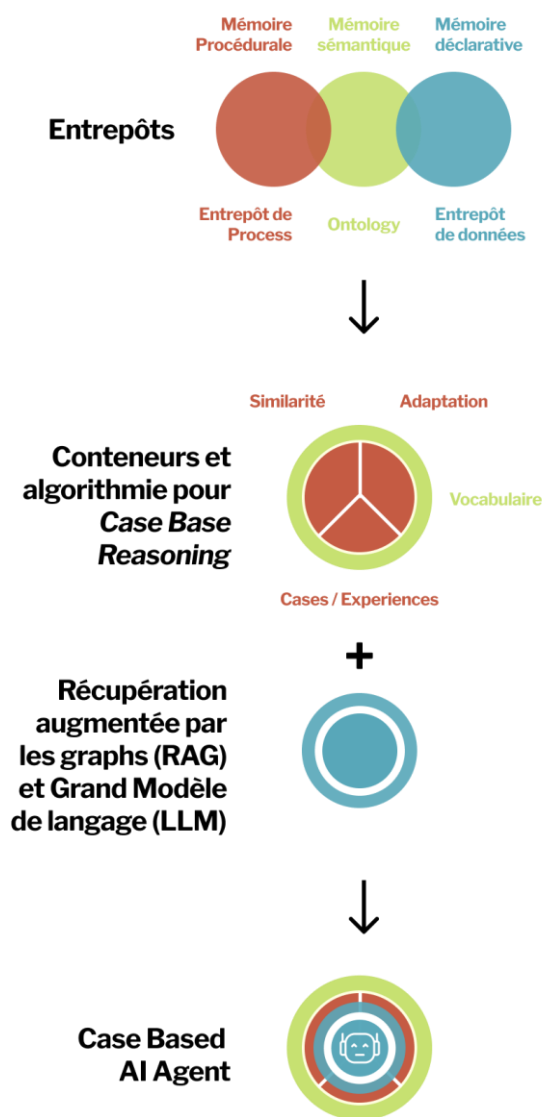 Mémoire
Procédurale
Mémoire
sémantique
Mémoire
déclarative
Entrepôts
Entrepôt de
Process
Ontology
Entrepôt
de données
Similarité
Adaptation
Conteneurs et
algorithmie pour
Case Base
Reasoning
Vocabulaire
Cases / Experiences
+
Récupération
augmentée par
les graphs (RAG)
et Grand Modèle
de langage (LLM)
Case Based
AI Agent